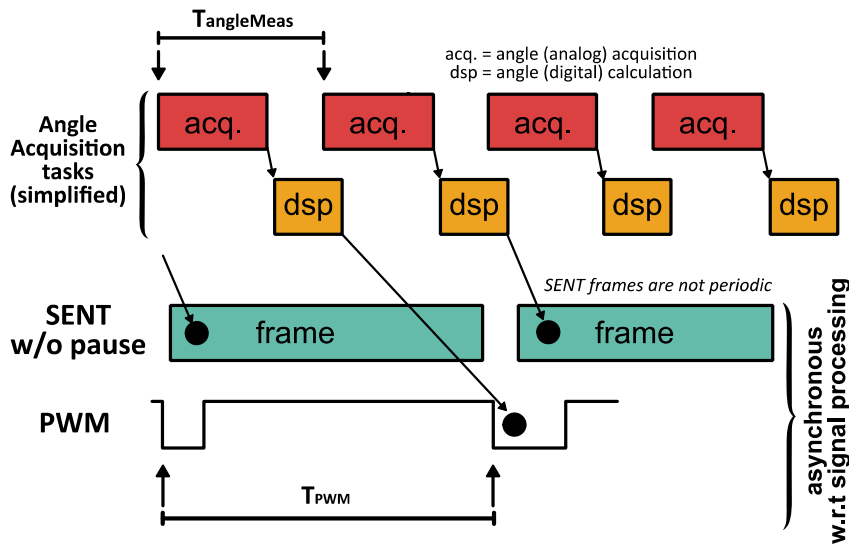 TangleMeas
acq. = angle (analog) acquisition
dsp = angle (digital) calculation
Angle
Acquisition
tasks
(simplified)
acq. acq. acq. acq.
dsp dsp dsp dsp
SENT frames are not periodic
SENT
w/o pause
frame frame
PWM
TPWM
asynchronous
w.r.t signal processing